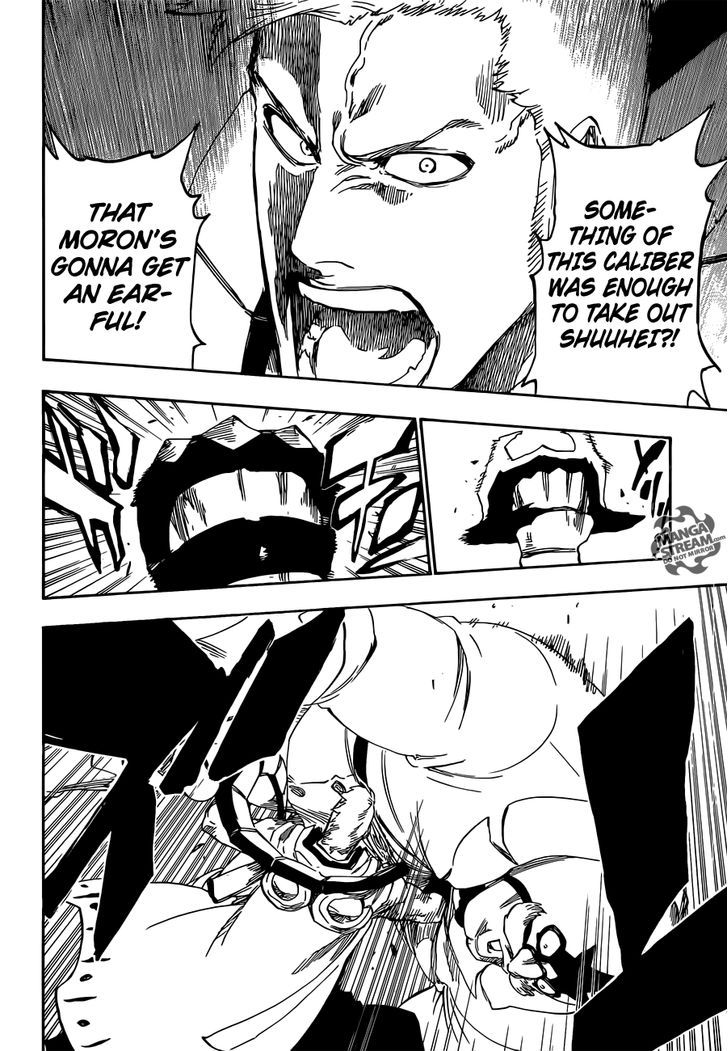 SOME-
THING OF
THIS CALIBER
WAS ENOUGH
TO TAKE OUT
SHUUHEI?!
THAT
MORON'S
GONNA GET
AN EAR-
FUL!
MANGA
STREAM.com
DO NOT MIRROR